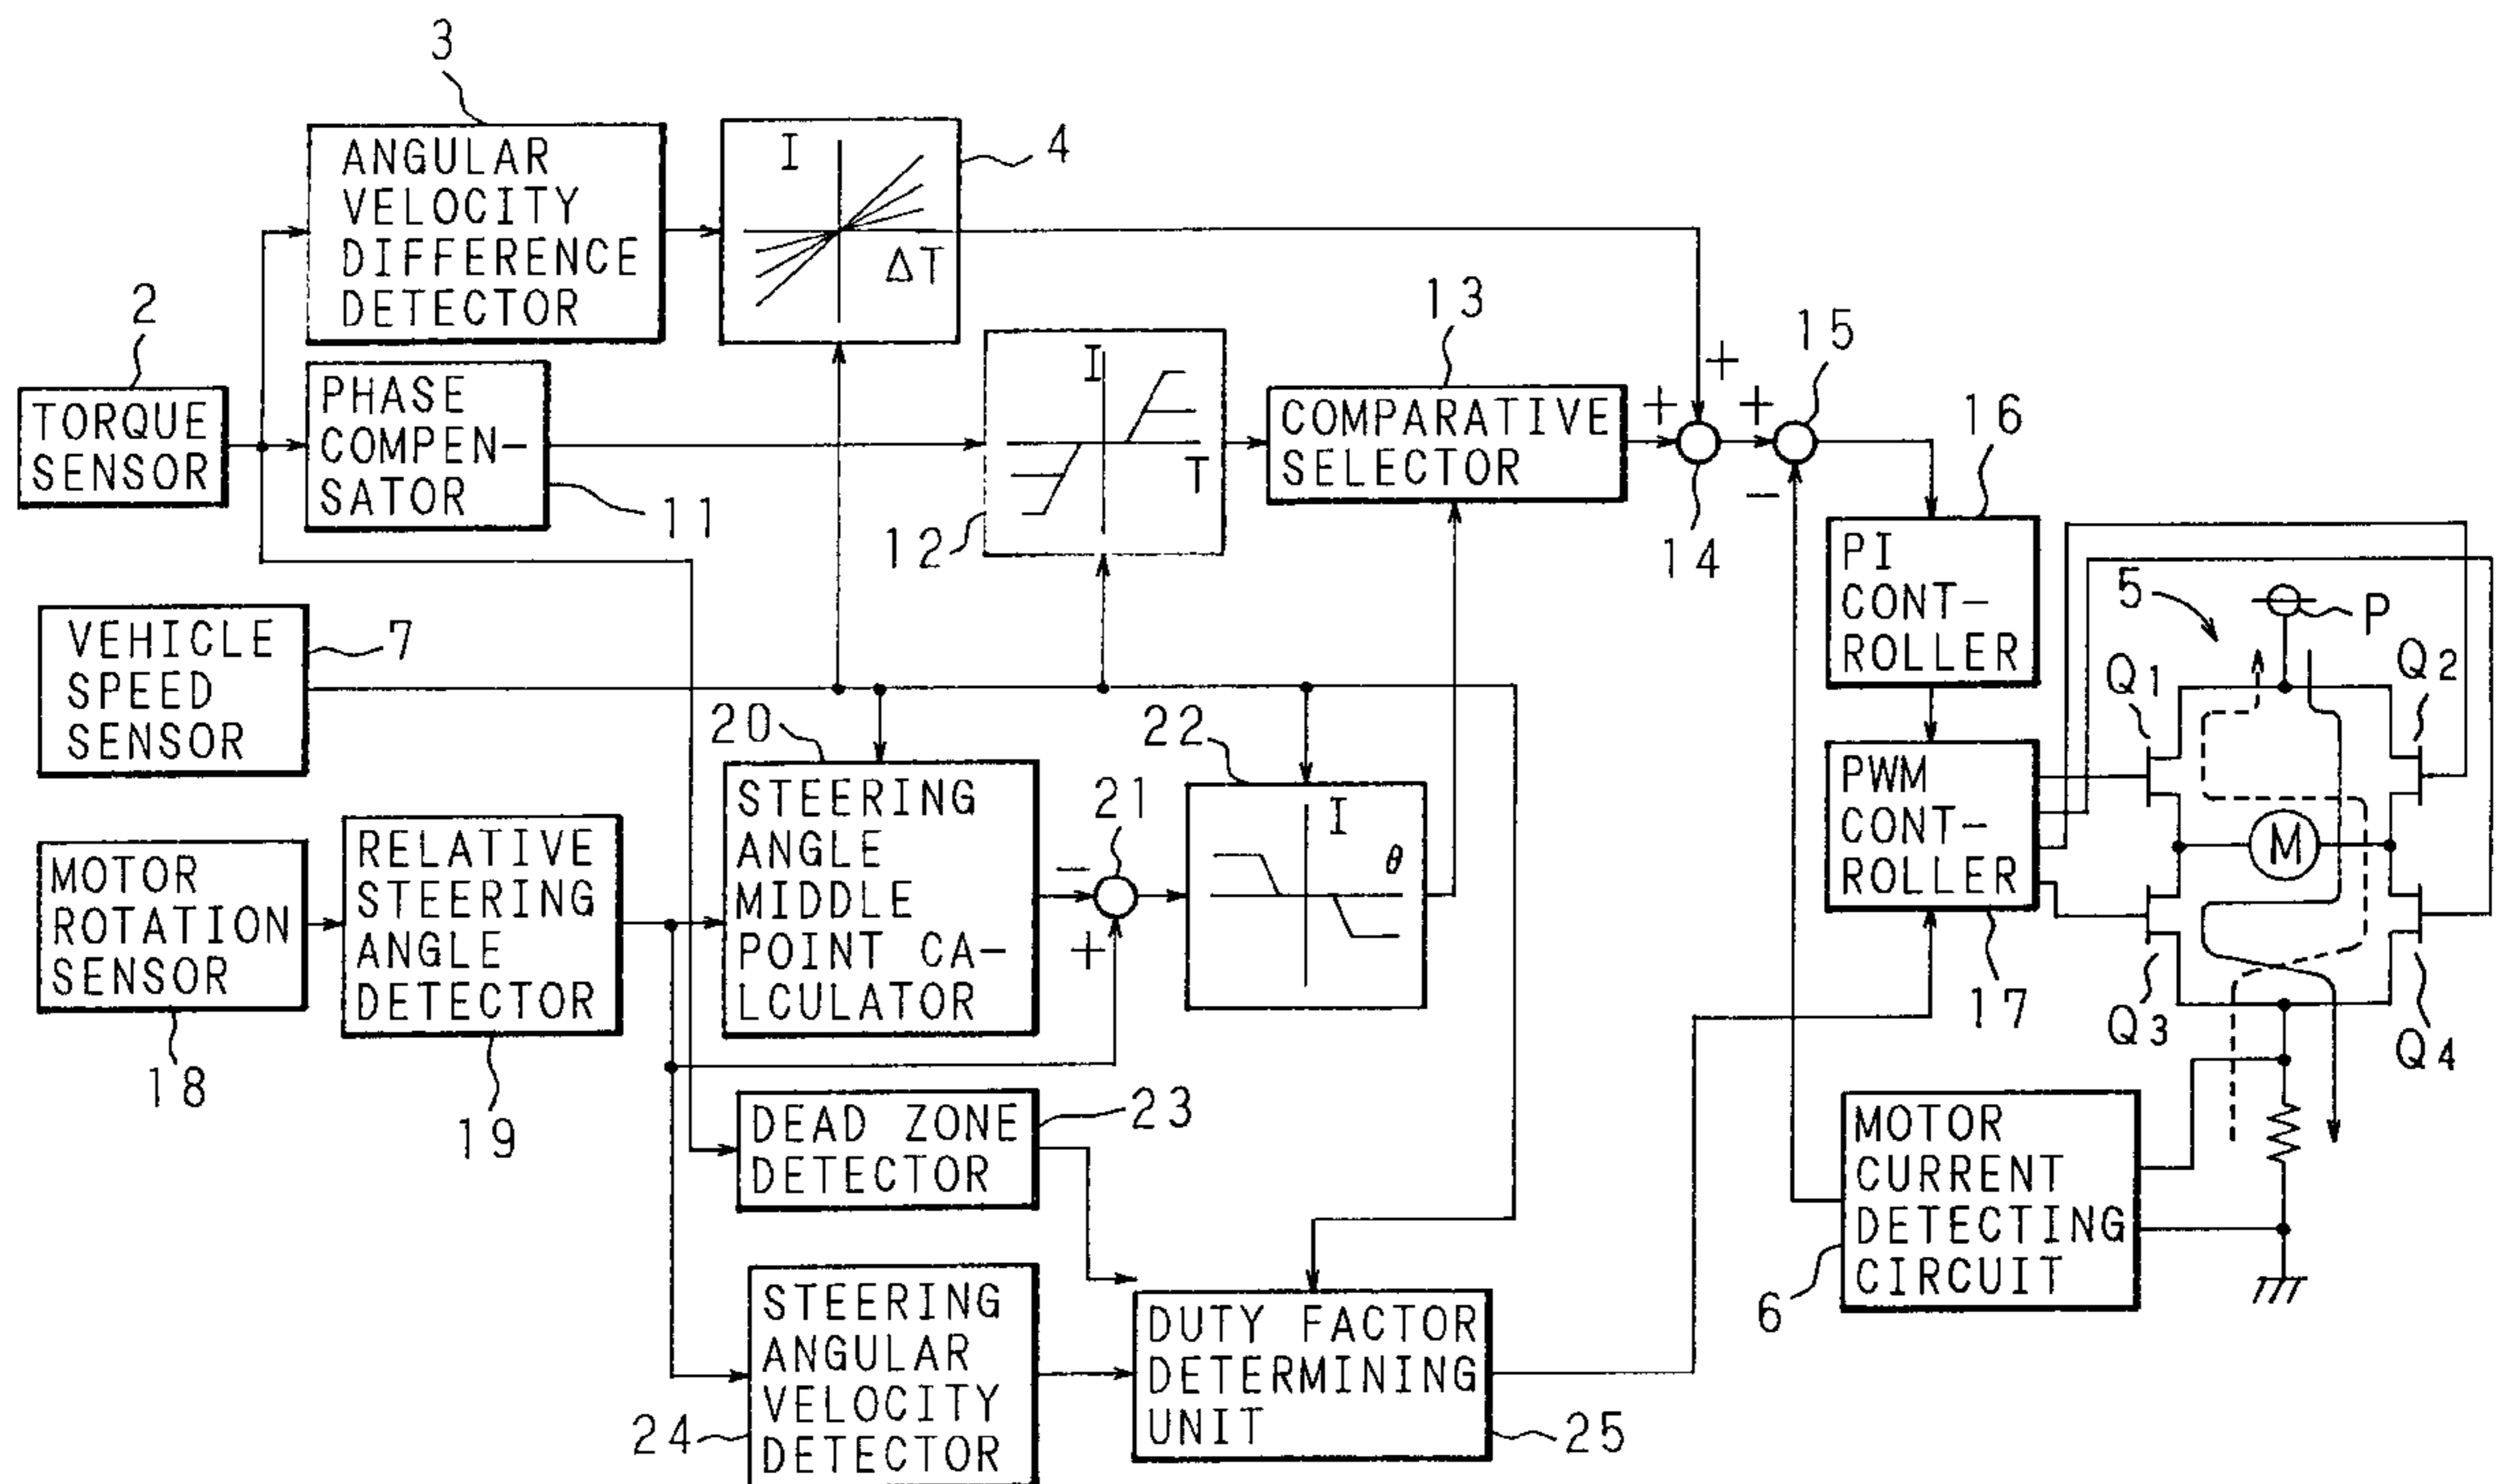 3
ANGULAR
VELOCITY
DIFFERENCE
DETECTOR
I
ΔT
4
2
TORQUE
SENSOR
PHASE
COMPEN-
SATOR
11
I
T
12
13
COMPARATIVE
SELECTOR
+
+
14
+
−
15
16
PI
CONT-
ROLLER
5
P
Q1
Q2
VEHICLE
SPEED
SENSOR
7
20
STEERING
ANGLE
MIDDLE
POINT CA-
LCULATOR
−
+
21
22
I
θ
PWM
CONT-
ROLLER
17
M
Q3
Q4
MOTOR
ROTATION
SENSOR
18
RELATIVE
STEERING
ANGLE
DETECTOR
19
DEAD ZONE
DETECTOR
23
MOTOR
CURRENT
DETECTING
CIRCUIT
6
STEERING
ANGULAR
VELOCITY
DETECTOR
24
DUTY FACTOR
DETERMINING
UNIT
25